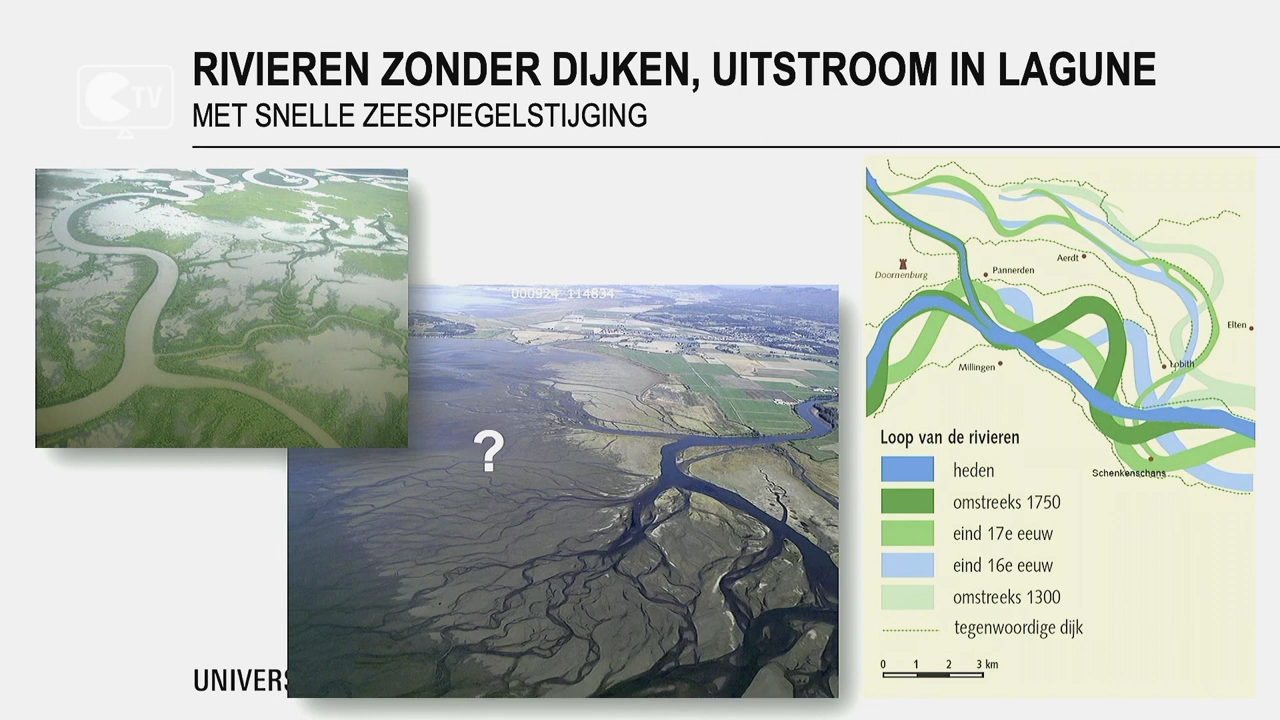 RIVIEREN ZONDER DIJKEN, UITSTROOM IN LAGUNE
MET SNELLE ZEESPIEGELSTIJGING
TV
000924 114634
?
Doornenburg
Pannerden
Aerdt
Elten
Millingen
Lobith
Schenkenschans
Loop van de rivieren
heden
omstreeks 1750
eind 17e eeuw
eind 16e eeuw
omstreeks 1300
tegenwoordige dijk
0 1 2 3 km
UNIVERS